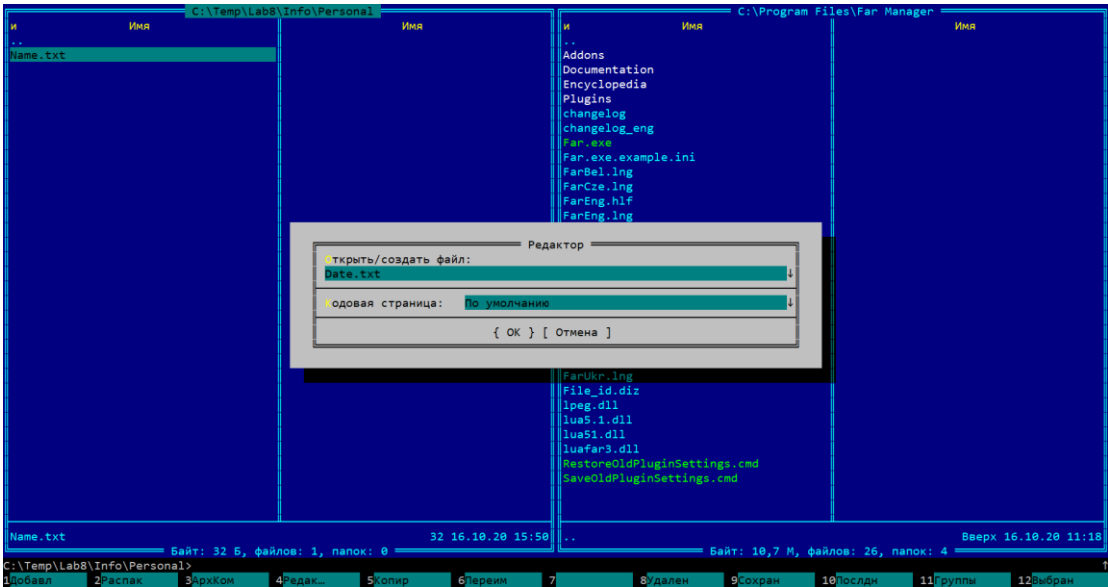 C:\Temp\Lab8\Info\Personal
и Имя Имя
..
Name.txt
Name.txt 32 16.10.20 15:50
Байт: 32 Б, файлов: 1, папок: 0
C:\Program Files\Far Manager
и Имя Имя
..
Addons
Documentation
Encyclopedia
Plugins
changelog
changelog_eng
Far.exe
Far.exe.example.ini
FarBel.lng
FarCze.lng
FarEng.hlf
FarEng.lng
FarUkr.lng
File_id.diz
lpeg.dll
lua5.1.dll
lua51.dll
luafar3.dll
RestoreOldPluginSettings.cmd
SaveOldPluginSettings.cmd
.. Вверх 16.10.20 11:18
Байт: 10,7 М, файлов: 26, папок: 4
Редактор
Открыть/создать файл:
Date.txt ↓
Кодовая страница: По умолчанию ↓
{ ОК } [ Отмена ]
C:\Temp\Lab8\Info\Personal> ↑
1Добавл 2Распак 3АрхКом 4Редак… 5Копир 6Переим 7 8Удален 9Сохран 10Послдн 11Группы 12Выбран